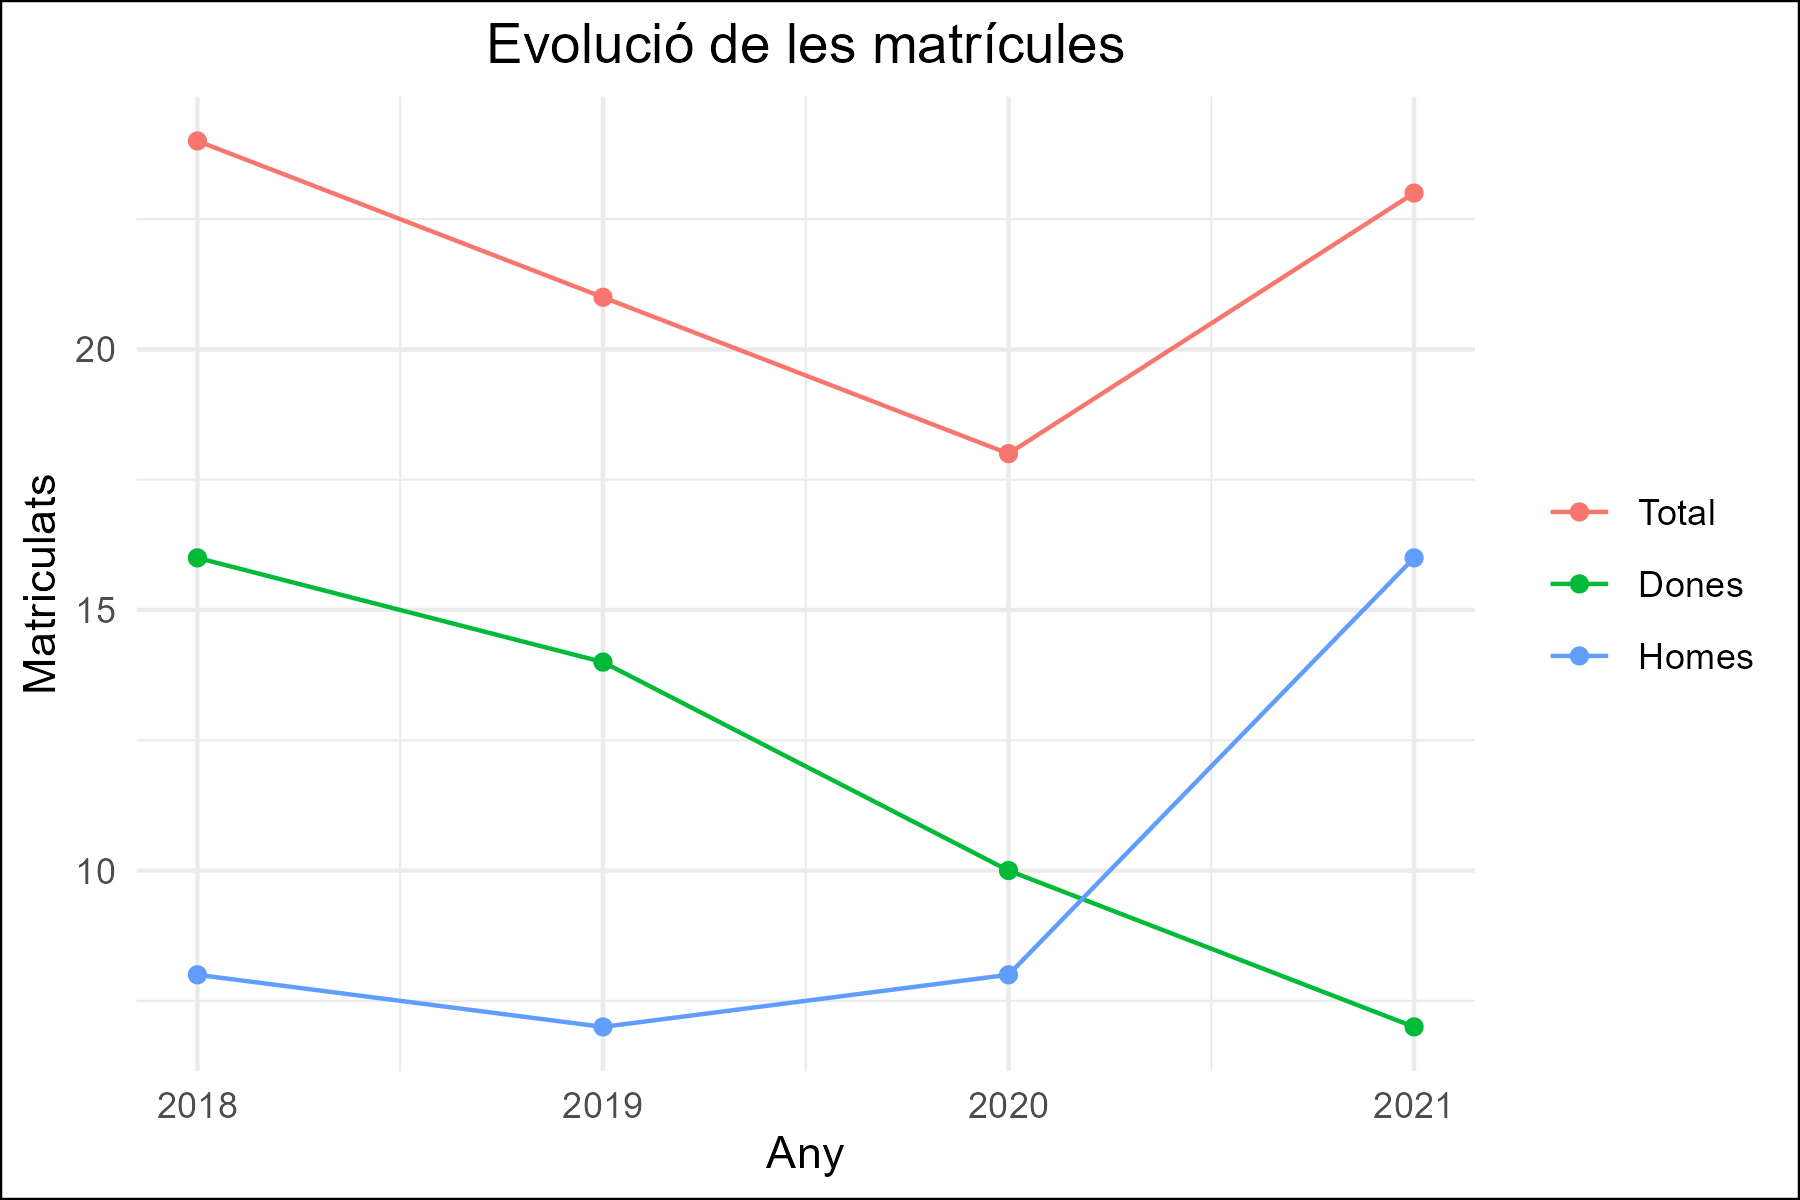 Evolució de les matrícules
Matriculats
20
15
10
2018
2019
2020
2021
Any
Total
Dones
Homes